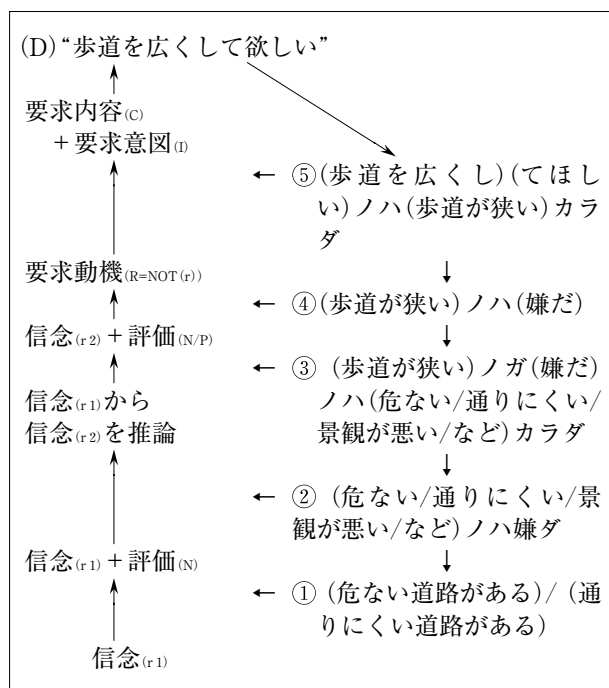 (D)“歩道を広くして欲しい”
要求内容(C)
＋要求意図(I)
← ⑤(歩道を広くし)(てほし
い)ノハ(歩道が狭い)カラ
ダ
↓
要求動機(R=NOT(r))
← ④(歩道が狭い)ノハ(嫌だ)
信念(r2)＋評価(N/P)
↓
← ③ (歩道が狭い)ノガ(嫌だ)
ノハ(危ない/通りにくい/
景観が悪い/など)カラダ
信念(r1)から
信念(r2)を推論
↓
← ② (危ない/通りにくい/景
観が悪い/など)ノハ嫌ダ
↓
信念(r1)＋評価(N)
← ① (危ない道路がある)/(通
りにくい道路がある)
信念(r1)